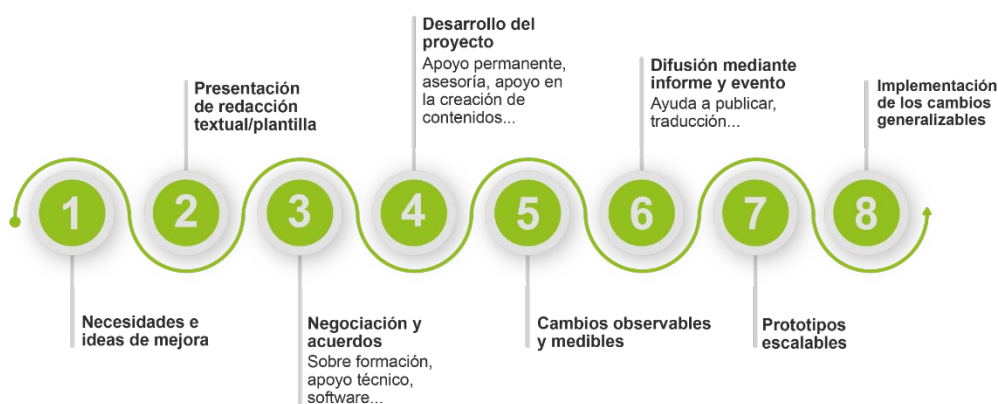 1
Necesidades e
ideas de mejora
2
Presentación
de redacción
textual/plantilla
3
Negociación y
acuerdos
Sobre formación,
apoyo técnico,
software...
4
Desarrollo del
proyecto
Apoyo permanente,
asesoría, apoyo en
la creación de
contenidos...
5
Cambios observables
y medibles
6
Difusión mediante
informe y evento
Ayuda a publicar,
traducción...
7
Prototipos
escalables
8
Implementación
de los cambios
generalizables